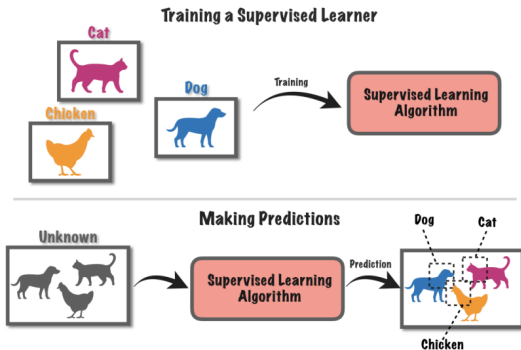 Training a Supervised Learner
Cat
Dog
Chicken
Training
Supervised Learning
Algorithm
Making Predictions
Unknown
Supervised Learning
Algorithm
Prediction
Dog
Cat
Chicken